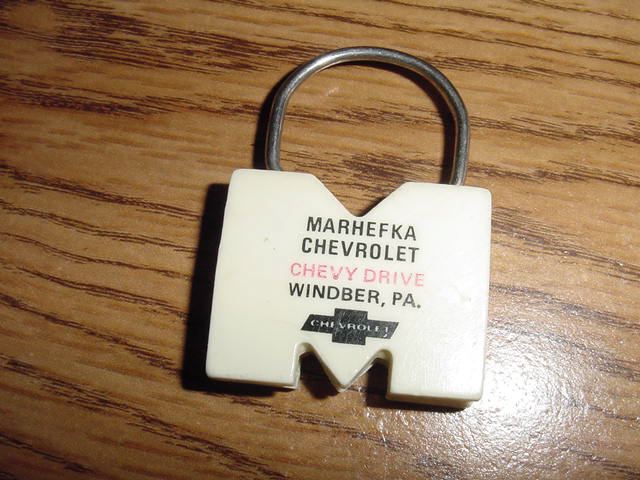 MARHEFKA
CHEVROLET
CHEVY DRIVE
WINDBER, PA.
CHEVROLET